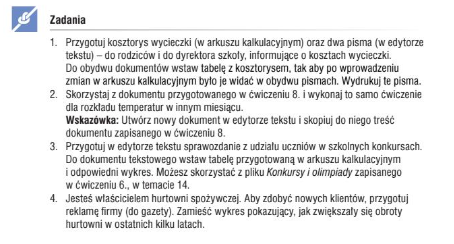 Zadania
1. Przygotuj kosztorys wycieczki (w arkuszu kalkulacyjnym) oraz dwa pisma (w edytorze
tekstu) – do rodziców i do dyrektora szkoły, informujące o kosztach wycieczki.
Do obydwu dokumentów wstaw tabelę z kosztorysem, tak aby po wprowadzeniu
zmian w arkuszu kalkulacyjnym było je widać w obydwu pismach. Wydrukuj te pisma.
2. Skorzystaj z dokumentu przygotowanego w ćwiczeniu 8. i wykonaj to samo ćwiczenie
dla rozkładu temperatur w innym miesiącu.
Wskazówka: Utwórz nowy dokument w edytorze tekstu i skopiuj do niego treść
dokumentu zapisanego w ćwiczeniu 8.
3. Przygotuj w edytorze tekstu sprawozdanie z udziału uczniów w szkolnych konkursach.
Do dokumentu tekstowego wstaw tabelę przygotowaną w arkuszu kalkulacyjnym
i odpowiedni wykres. Możesz skorzystać z pliku Konkursy i olimpiady zapisanego
w ćwiczeniu 6., w temacie 14.
4. Jesteś właścicielem hurtowni spożywczej. Aby zdobyć nowych klientów, przygotuj
reklamę firmy (do gazety). Zamieść wykres pokazujący, jak zwiększały się obroty
hurtowni w ostatnich kilku latach.